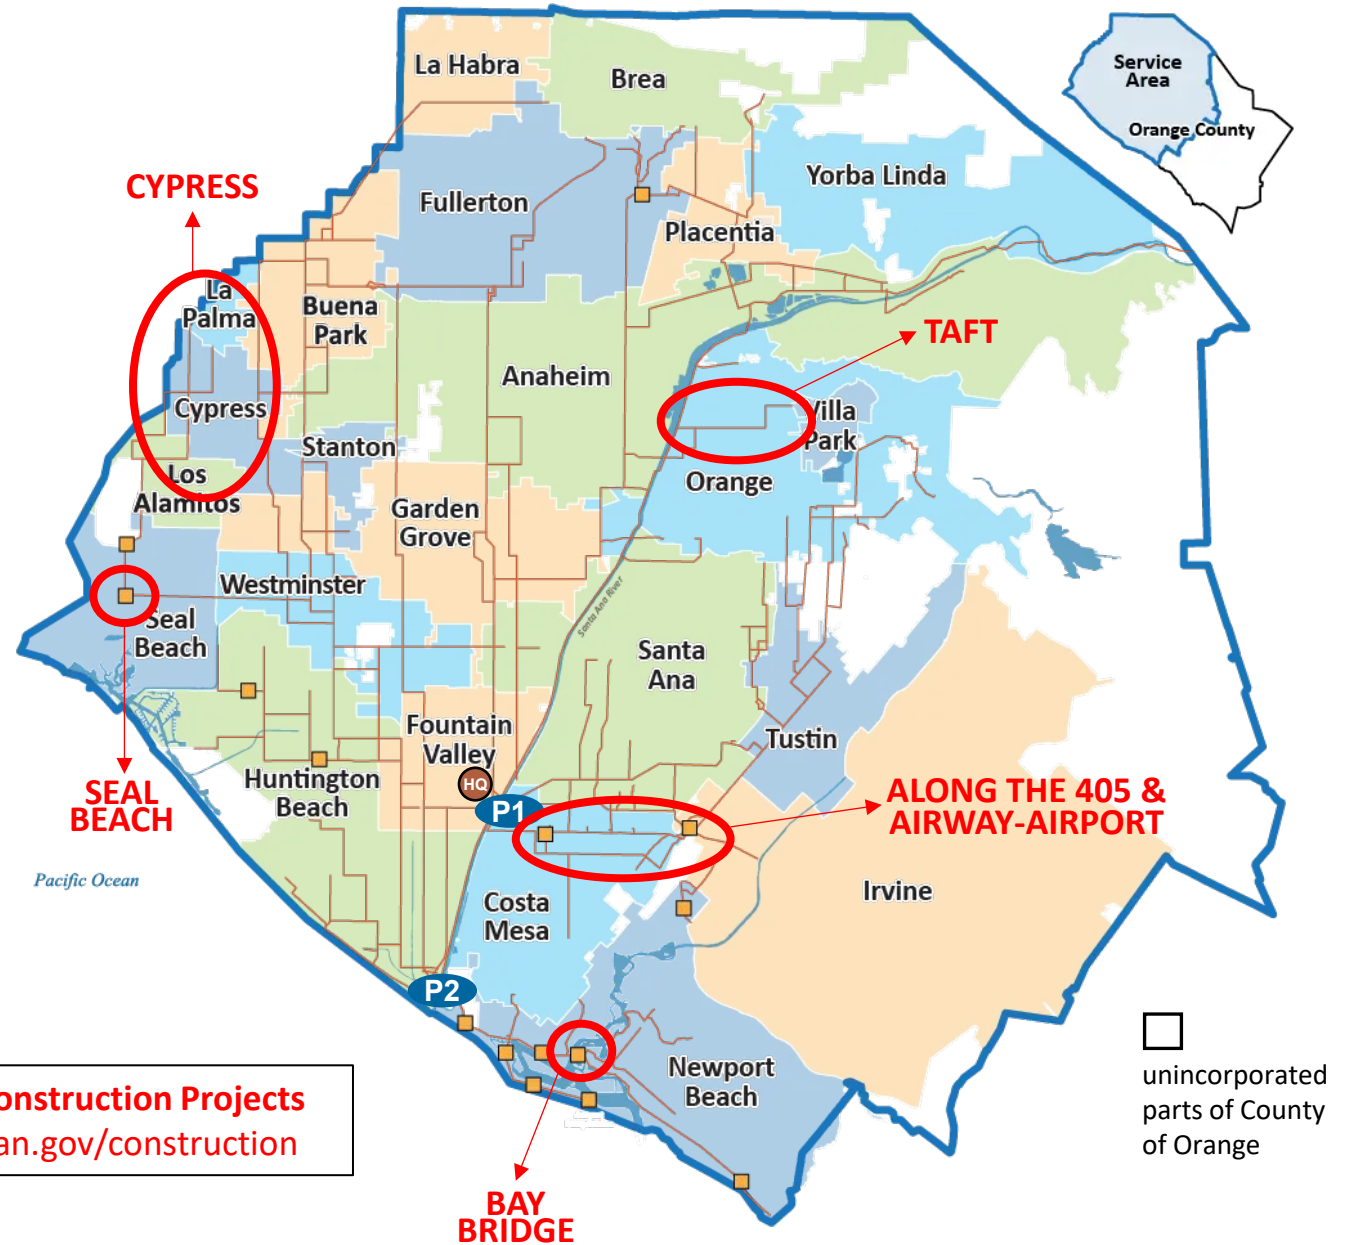 La Habra
Brea
Service
Area
Orange County
CYPRESS
Yorba Linda
Fullerton
Placentia
La
Palma
Buena
Park
TAFT
Anaheim
Cypress
Villa
Park
Stanton
Los
Alamitos
Orange
Garden
Grove
Westminster
Santa Ana River
Seal
Beach
Santa
Ana
Fountain
Valley
Tustin
HQ
Huntington
Beach
SEAL
BEACH
P1
ALONG THE 405 &
AIRWAY-AIRPORT
Pacific Ocean
Irvine
Costa
Mesa
P2
Newport
Beach
onstruction Projects
an.gov/construction
unincorporated
parts of County
of Orange
BAY
BRIDGE